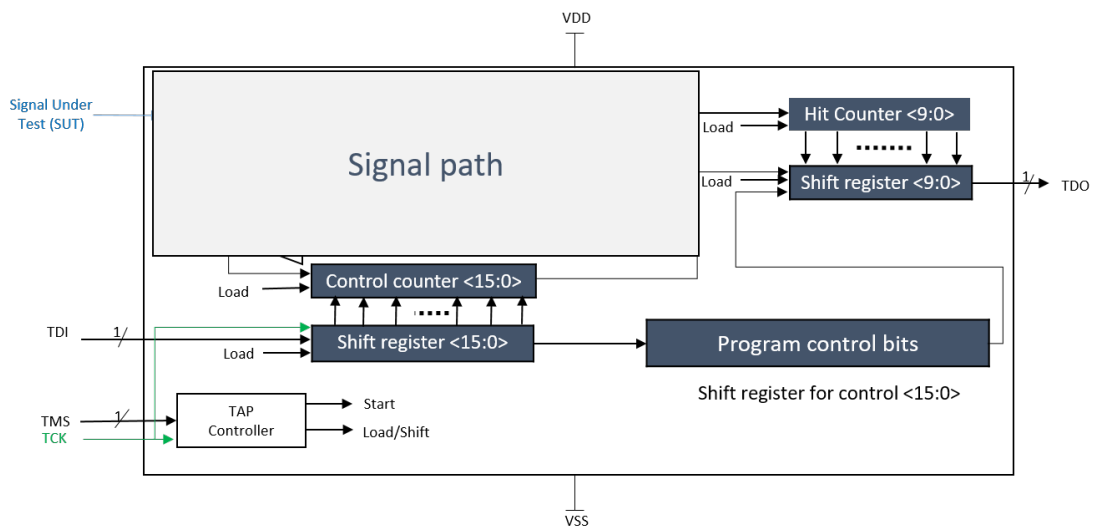 VDD
Signal Under
Test (SUT)
Signal path
Hit Counter <9:0>
Load
Shift register <9:0>
Load
1/
TDO
Control counter <15:0>
Load
TDI
1/
Shift register <15:0>
Load
Program control bits
Shift register for control <15:0>
TMS
1/
TCK
TAP
Controller
Start
Load/Shift
VSS